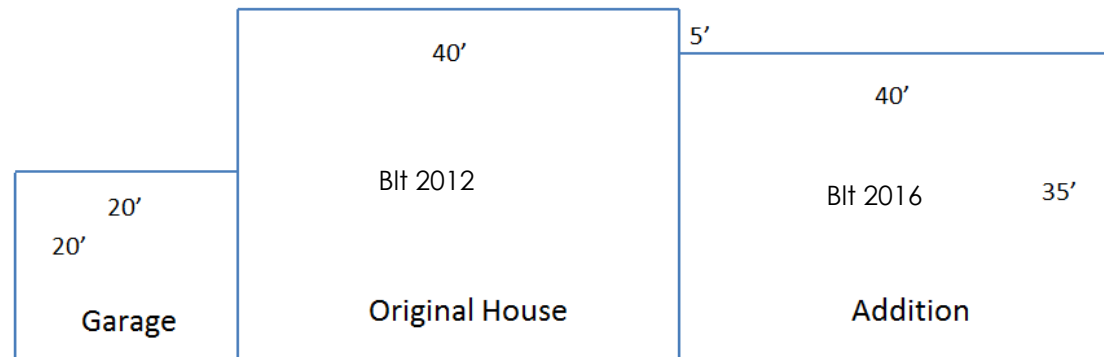 40’
5’
40’
Blt 2012
Blt 2016
35’
20’
20’
Garage
Original House
Addition